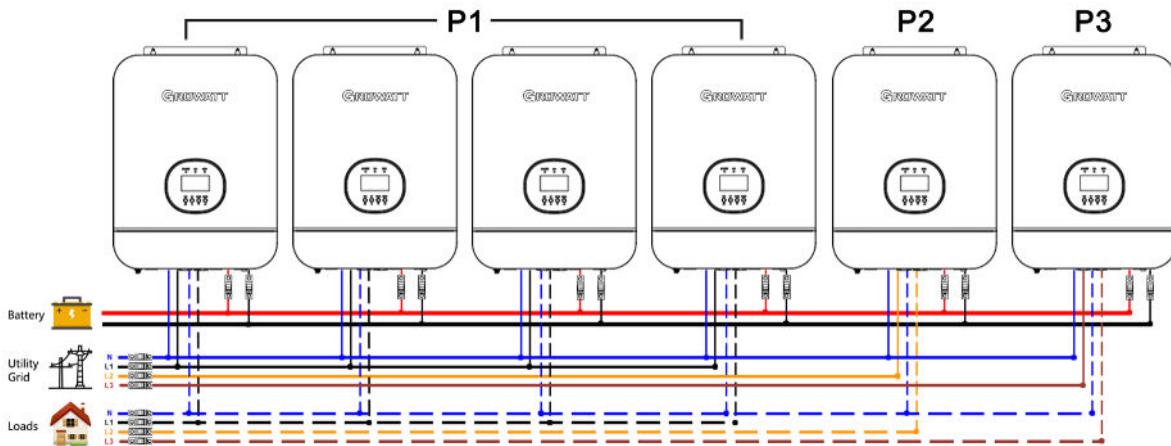 P1 P2 P3
GROWATT GROWATT GROWATT GROWATT GROWATT GROWATT
Battery
Utility
Grid
N
L1
L2
L3
Loads
N
L1
L2
L3